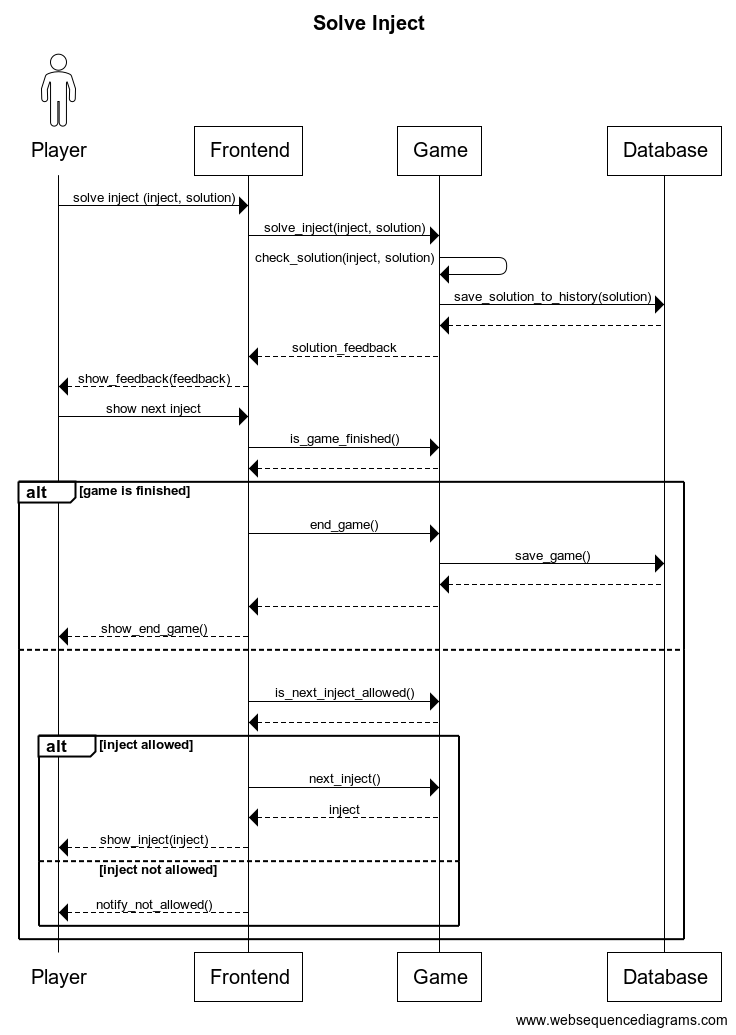 Solve Inject
Player
Frontend
Game
Database
solve inject (inject, solution)
solve_inject(inject, solution)
check_solution(inject, solution)
save_solution_to_history(solution)
solution_feedback
show_feedback(feedback)
show next inject
is_game_finished()
alt [game is finished]
end_game()
save_game()
show_end_game()
is_next_inject_allowed()
alt [inject allowed]
next_inject()
inject
show_inject(inject)
[inject not allowed]
notify_not_allowed()
Player
Frontend
Game
Database
www.websequencediagrams.com